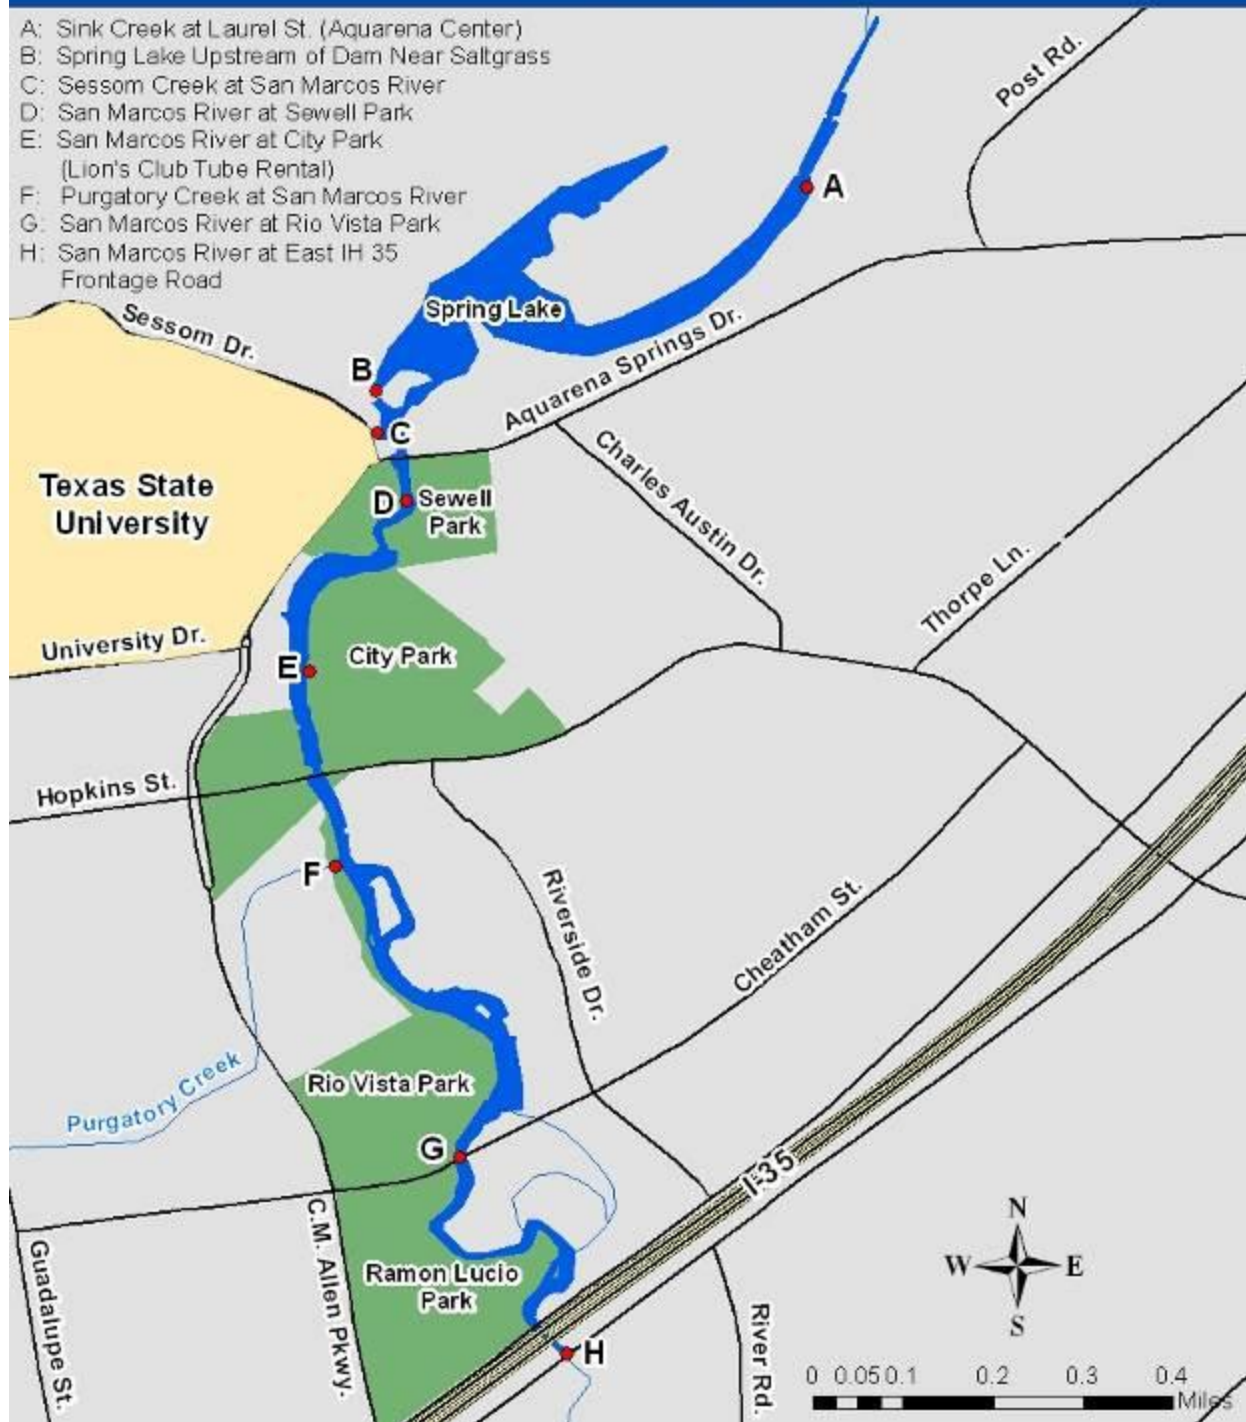 A: Sink Creek at Laurel St. (Aquarena Center)
B: Spring Lake Upstream of Dam Near Saltgrass
C: Sessom Creek at San Marcos River
D: San Marcos River at Sewell Park
E: San Marcos River at City Park
(Lion's Club Tube Rental)
F: Purgatory Creek at San Marcos River
G: San Marcos River at Rio Vista Park
H: San Marcos River at East IH 35
Frontage Road
Post Rd.
A
Sessom Dr.
Spring Lake
Aquarena Springs Dr.
B
C
Charles Austin Dr.
Texas State
University
D
Sewell
Park
Thorpe Ln.
University Dr.
E
City Park
Hopkins St.
F
Riverside Dr.
Cheatham St.
Purgatory Creek
Rio Vista Park
G
I-35
C.M. Allen Pkwy.
Guadalupe St.
Ramon Lucio
Park
N
W
E
S
H
River Rd.
0 0.05 0.1 0.2 0.3 0.4
Miles